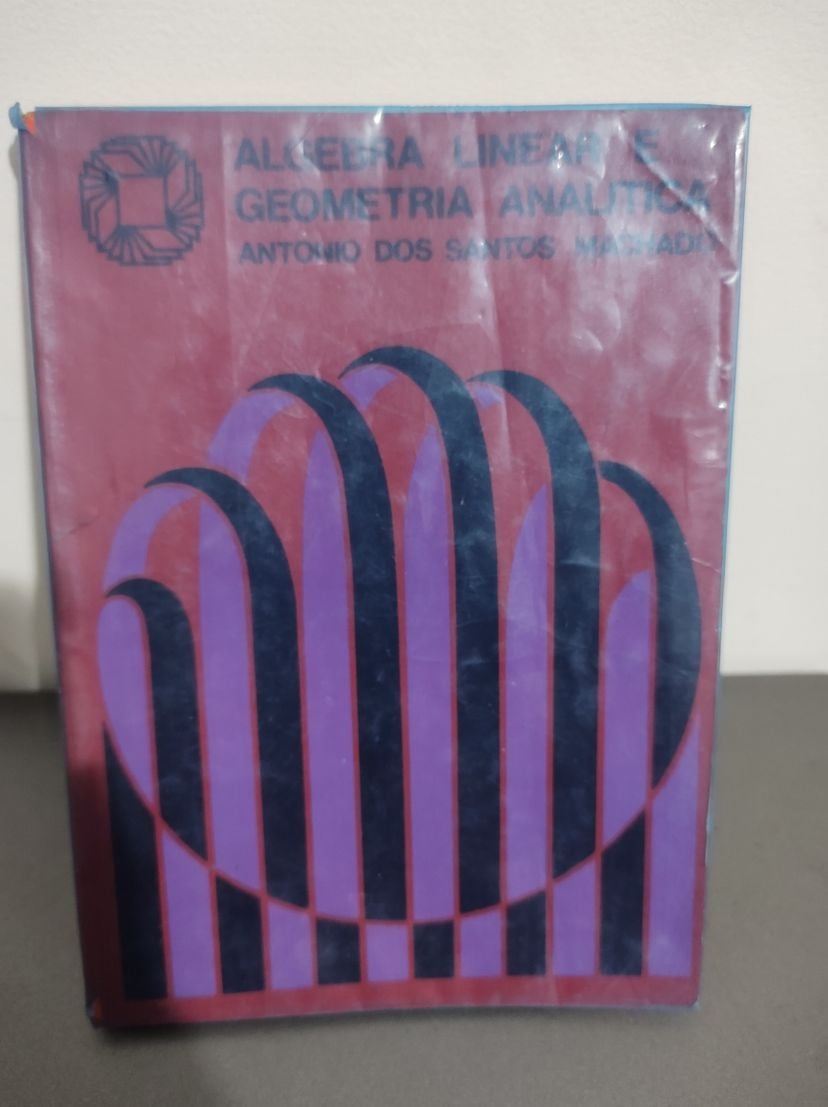 ALGEBRA LINEAR E
GEOMETRIA ANALITICA
ANTONIO DOS SANTOS MACHADO